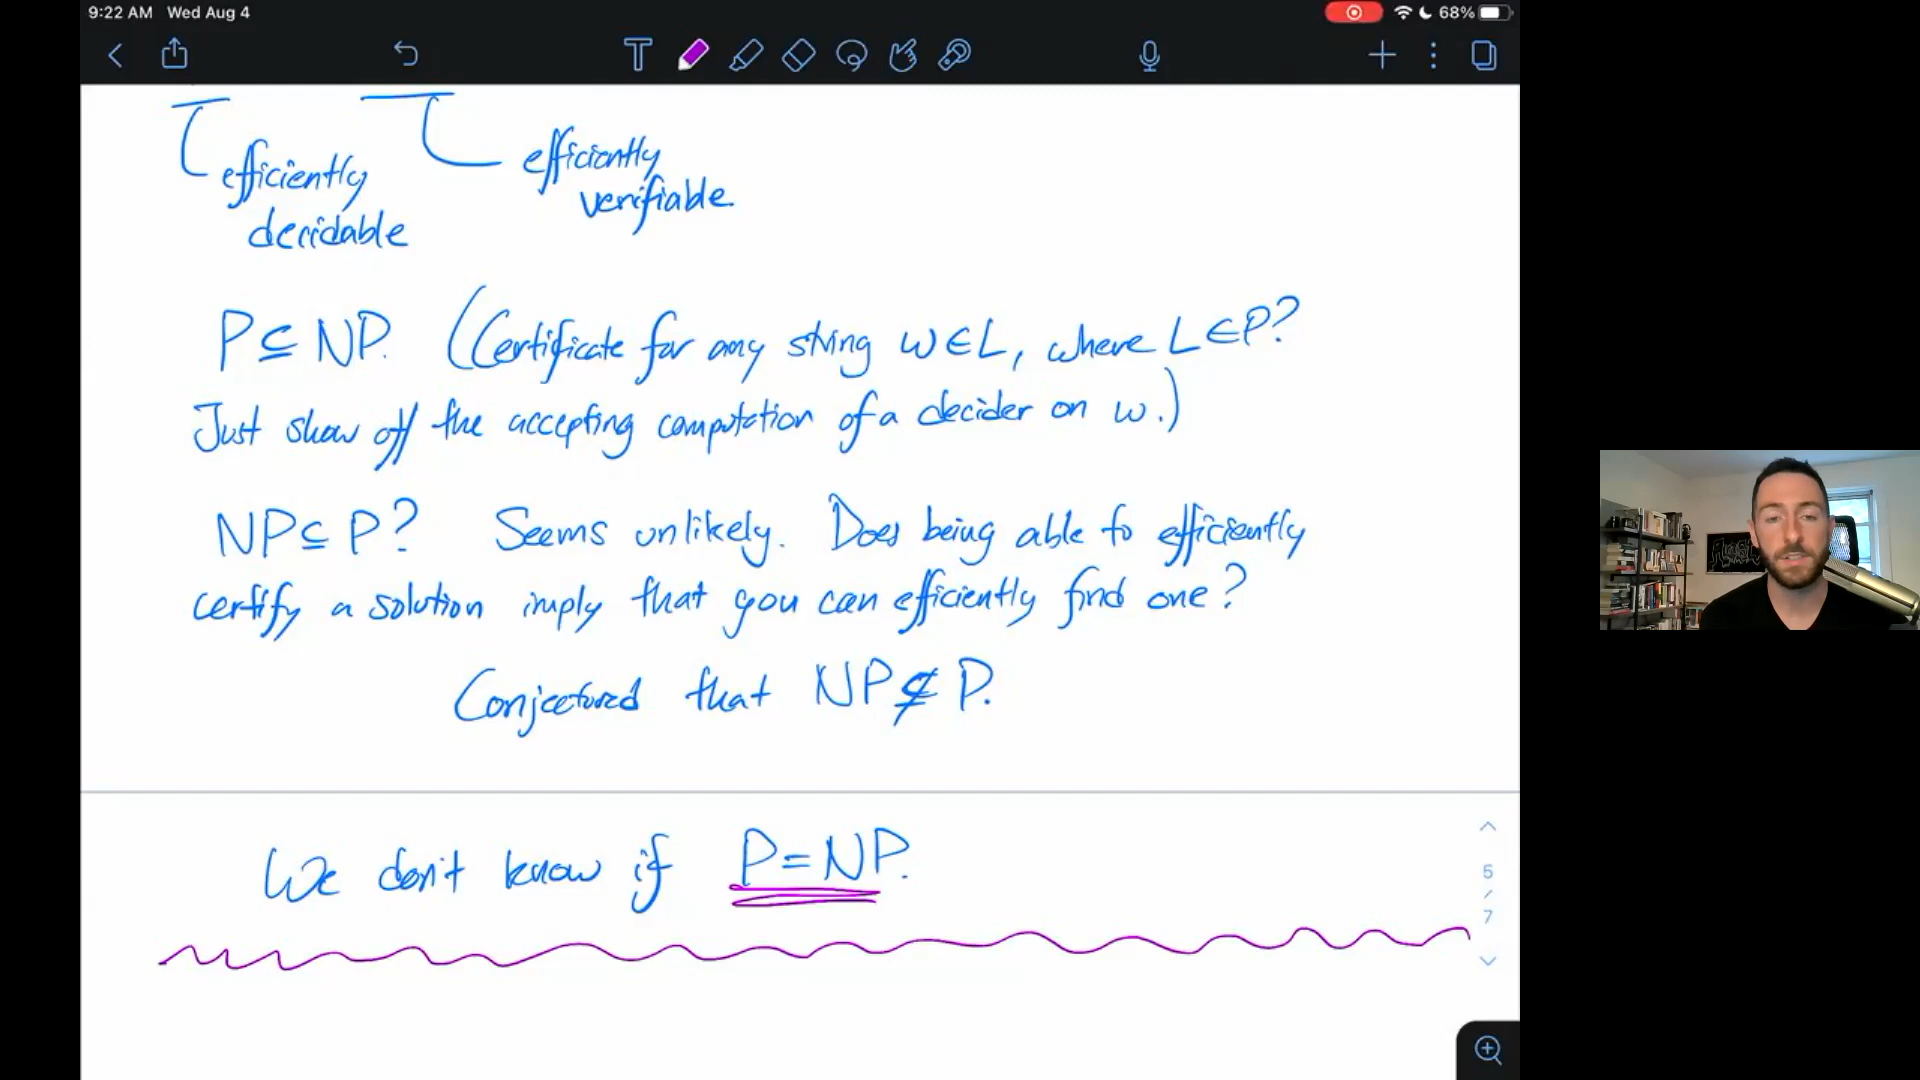 9:22 AM Wed Aug 4
68%
efficiently
decidable
efficiently
verifiable
P ⊆ NP. (Certificate for any string w ∈ L, where L ∈ P?
Just show off the accepting computation of a decider on w.)
NP ⊆ P? Seems unlikely. Does being able to efficiently
certify a solution imply that you can efficiently find one?
Conjectured that NP ⊄ P.
We don't know if P = NP.
5
/
7